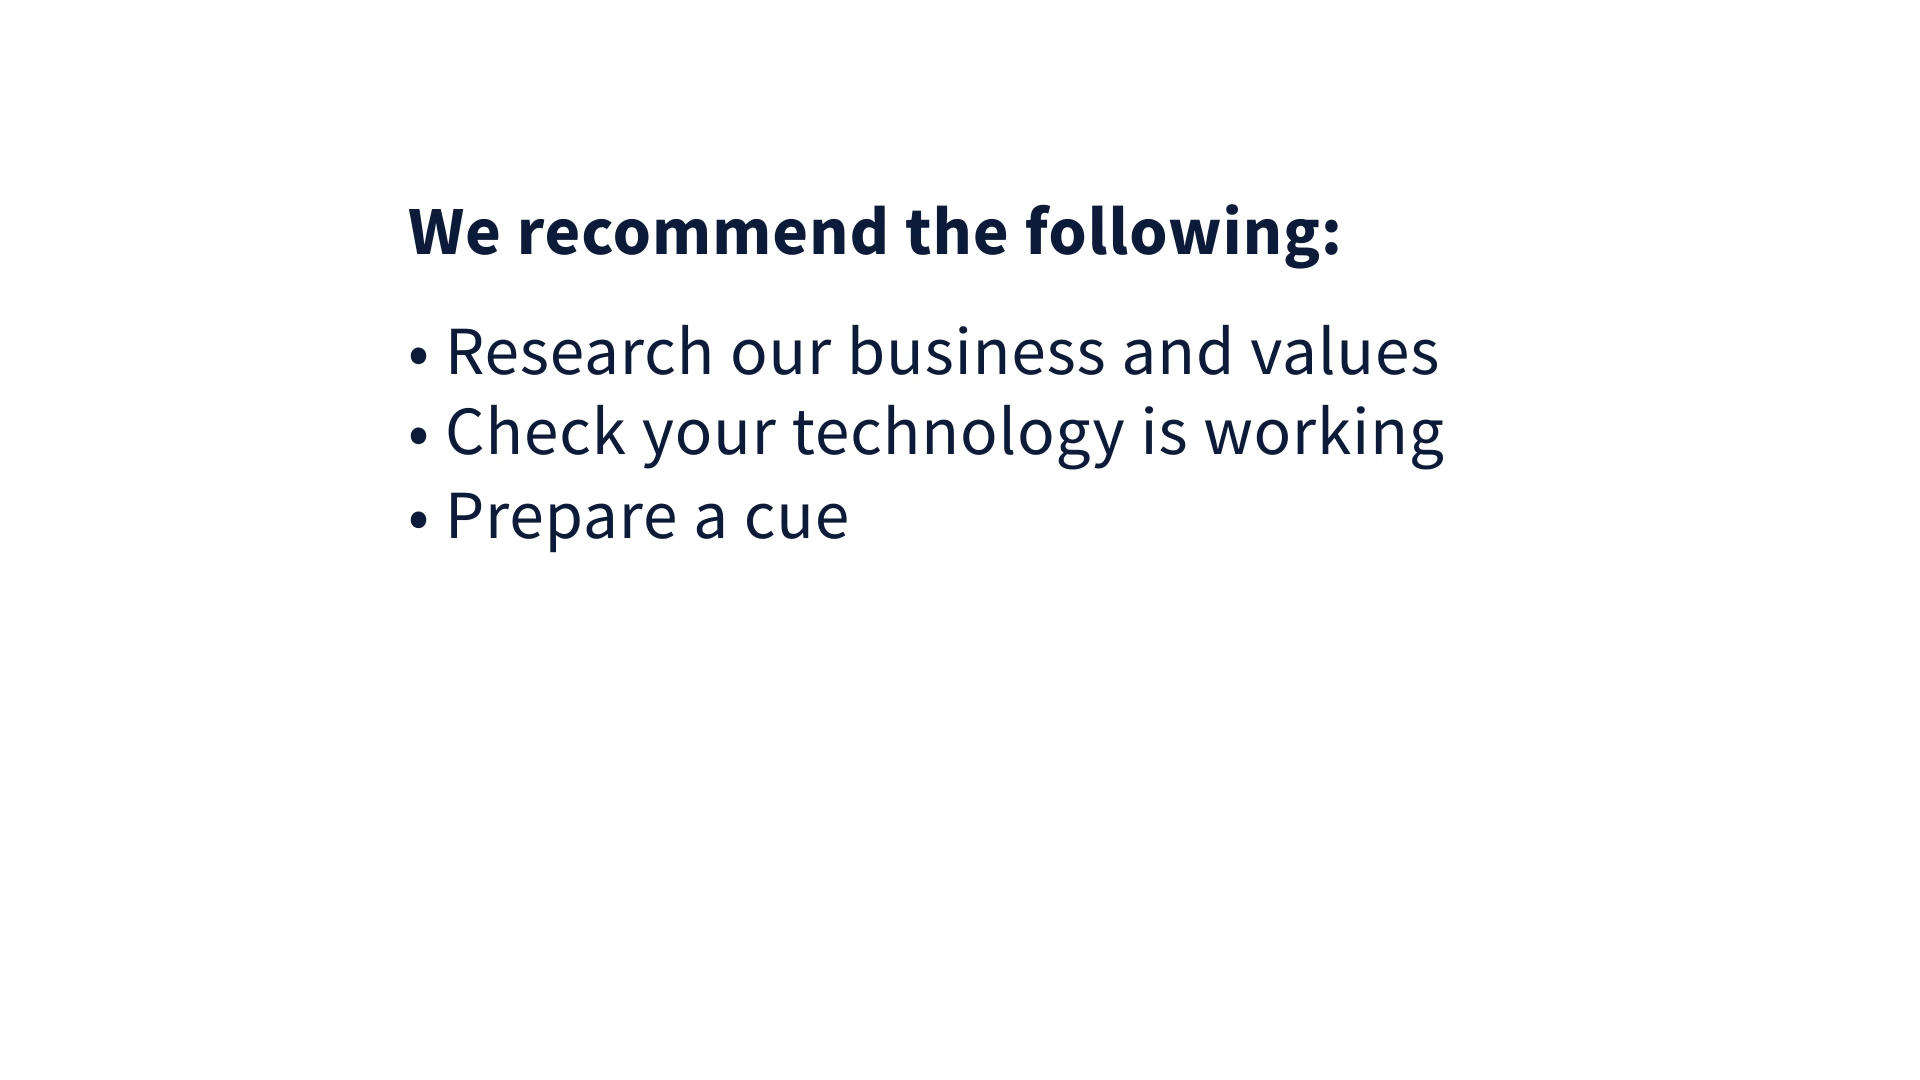 We recommend the following:
• Research our business and values
• Check your technology is working
• Prepare a cue